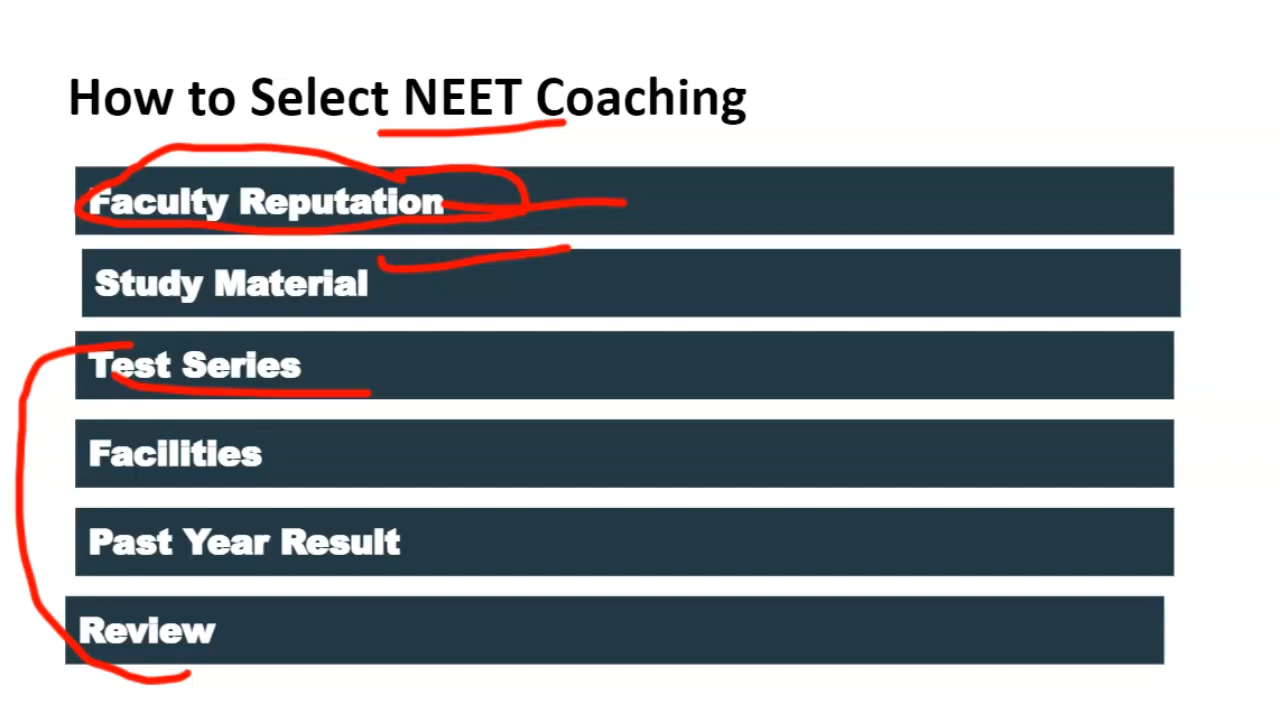 How to Select NEET Coaching
Faculty Reputation
Study Material
Test Series
Facilities
Past Year Result
Review